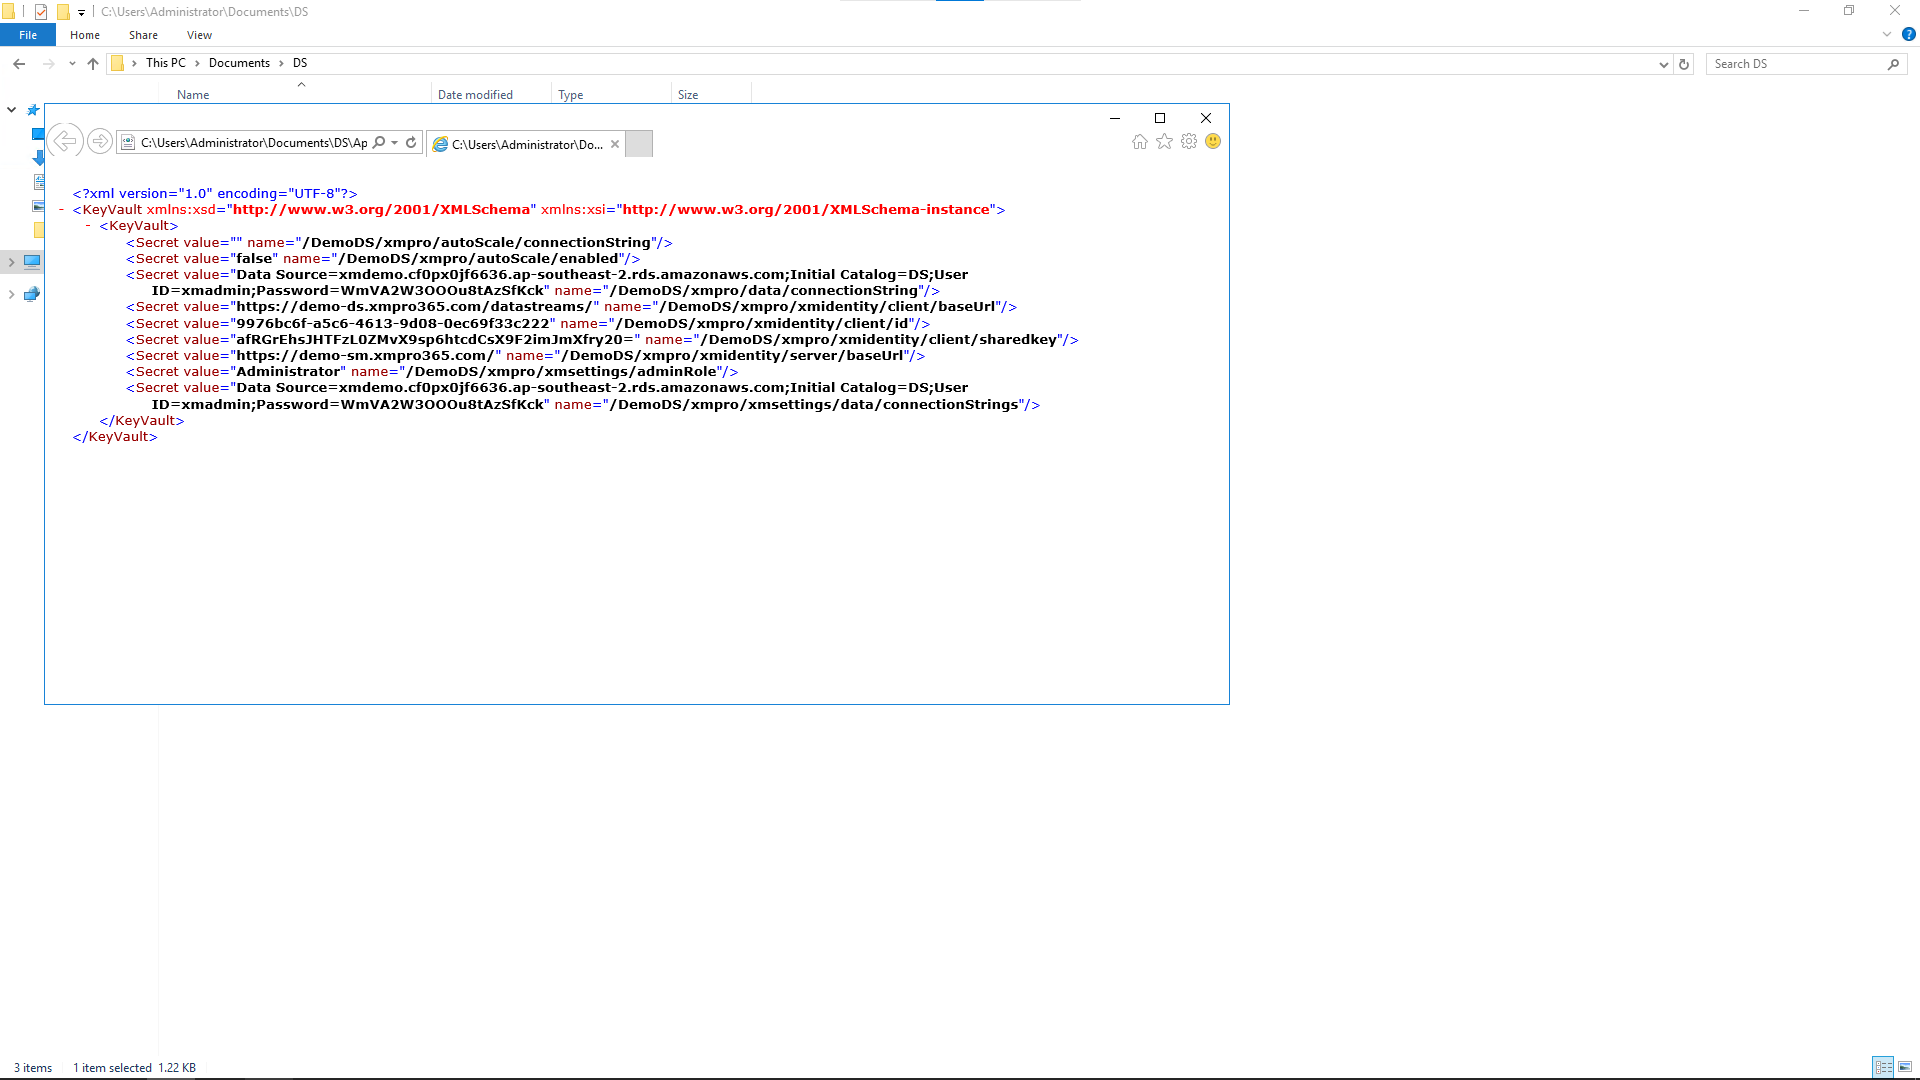 C:\Users\Administrator\Documents\DS
File Home Share View
This PC Documents DS
Search DS
Name Date modified Type Size
C:\Users\Administrator\Documents\DS\Ap
C:\Users\Administrator\Do...
<?xml version="1.0" encoding="UTF-8"?>
- <KeyVault xmlns:xsd="http://www.w3.org/2001/XMLSchema" xmlns:xsi="http://www.w3.org/2001/XMLSchema-instance">
- <KeyVault>
<Secret value="" name="/DemoDS/xmpro/autoScale/connectionString"/>
<Secret value="false" name="/DemoDS/xmpro/autoScale/enabled"/>
<Secret value="Data Source=xmdemo.cf0px0jf6636.ap-southeast-2.rds.amazonaws.com;Initial Catalog=DS;User
ID=xmadmin;Password=WmVA2W3OOOu8tAzSfKck" name="/DemoDS/xmpro/data/connectionString"/>
<Secret value="https://demo-ds.xmpro365.com/datastreams/" name="/DemoDS/xmpro/xmidentity/client/baseUrl"/>
<Secret value="9976bc6f-a5c6-4613-9d08-0ec69f33c222" name="/DemoDS/xmpro/xmidentity/client/id"/>
<Secret value="afRGrEhsJHTFzL0ZMvX9sp6htcdCsX9F2imJmXfry20=" name="/DemoDS/xmpro/xmidentity/client/sharedkey"/>
<Secret value="https://demo-sm.xmpro365.com/" name="/DemoDS/xmpro/xmidentity/server/baseUrl"/>
<Secret value="Administrator" name="/DemoDS/xmpro/xmsettings/adminRole"/>
<Secret value="Data Source=xmdemo.cf0px0jf6636.ap-southeast-2.rds.amazonaws.com;Initial Catalog=DS;User
ID=xmadmin;Password=WmVA2W3OOOu8tAzSfKck" name="/DemoDS/xmpro/xmsettings/data/connectionStrings"/>
</KeyVault>
</KeyVault>
3 items 1 item selected 1.22 KB